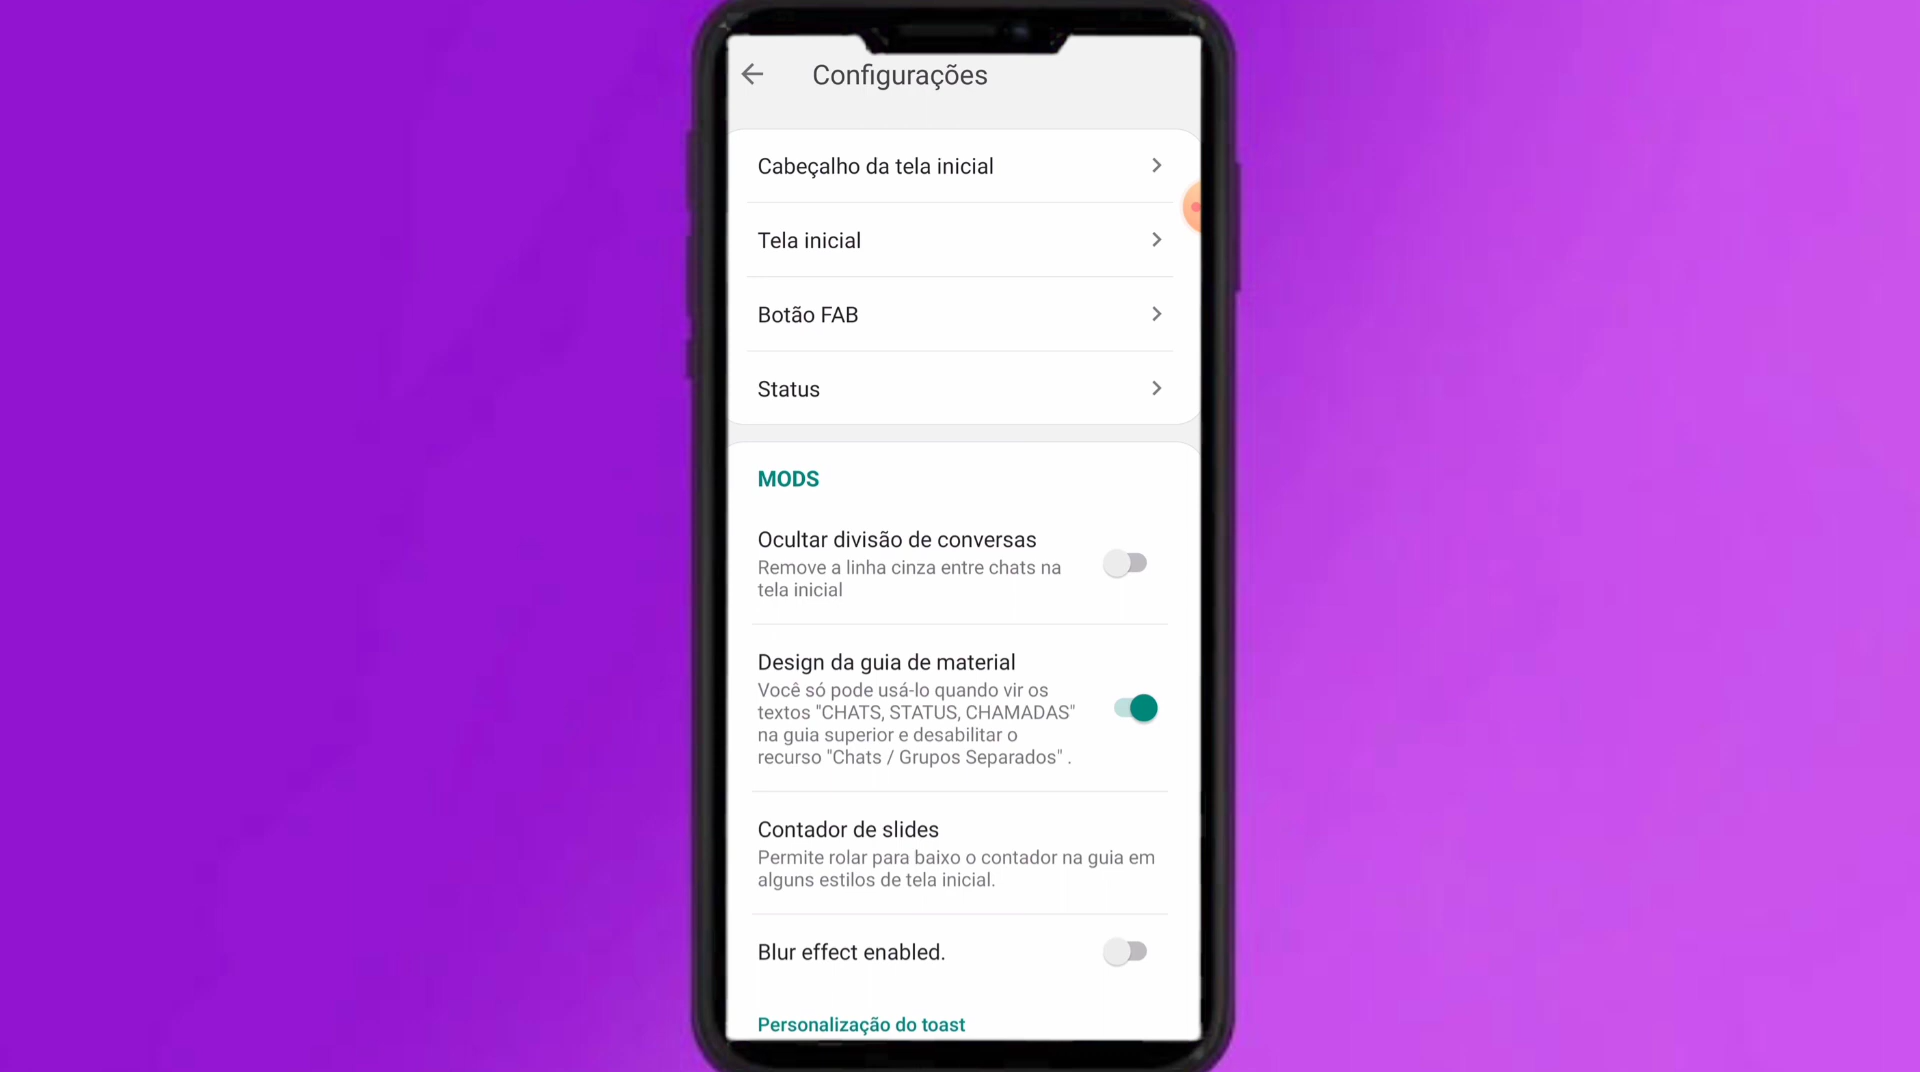 Configurações
Cabeçalho da tela inicial
Tela inicial
Botão FAB
Status
MODS
Ocultar divisão de conversas
Remove a linha cinza entre chats na
tela inicial
Design da guia de material
Você só pode usá-lo quando vir os
textos "CHATS, STATUS, CHAMADAS"
na guia superior e desabilitar o
recurso "Chats / Grupos Separados" .
Contador de slides
Permite rolar para baixo o contador na guia em
alguns estilos de tela inicial.
Blur effect enabled.
Personalização do toast